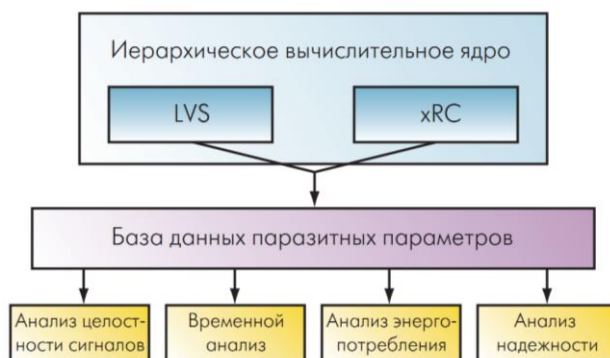 Иерархическое вычислительное ядро
LVS
xRC
База данных паразитных параметров
Анализ целост-
ности сигналов
Временной
анализ
Анализ энерго-
потребления
Анализ
надежности